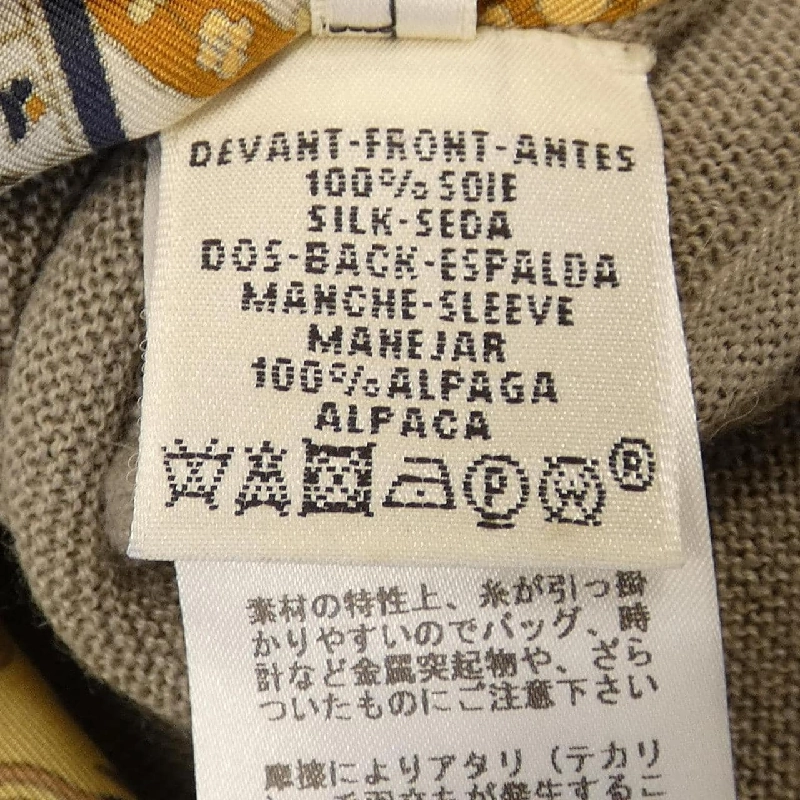 DEVANT-FRONT-ANTES
100% SOIE
SILK-SEDA
DOS-BACK-ESPALDA
MANCHE-SLEEVE
MANEJAR
100% ALPAGA
ALPACA
P W R
素材の特性上、糸が引っ掛
かりやすいのでバッグ、時
計など金属突起物や、ざら
ついたものにご注意下さい
摩擦によりアタリ（テカリ